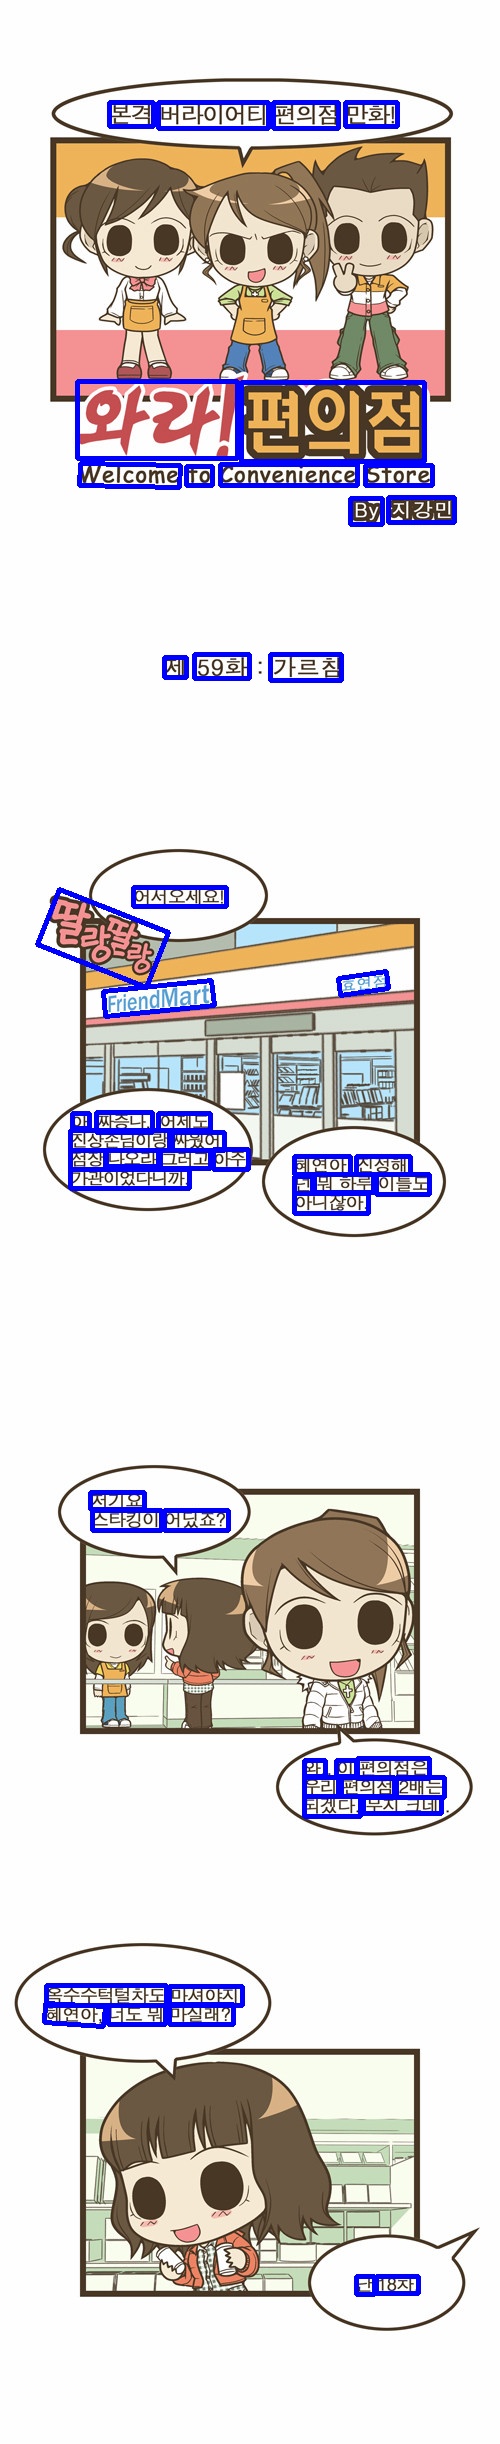 본격 버라이어티 편의점 만화!
와라! 편의점
Welcome to Convenience Store
By 지강민
제 59화 : 가르침
어서오세요!
딸랑딸랑
FriendMart
효연점
아 짜증나, 어제도
진상손님이랑 싸웠어
점장 나오라 그러고 아주
가관이었다니까.
혜연아 진정해
넌 뭐 하루 이틀도
아니잖아.
저기요
스타킹이 어딨죠?
와, 이 편의점은
우리 편의점 2배는
되겠다. 무지 크네.
옥수수턱털차도 마셔야지
혜연아, 너도 뭐 마실래?
난 18차